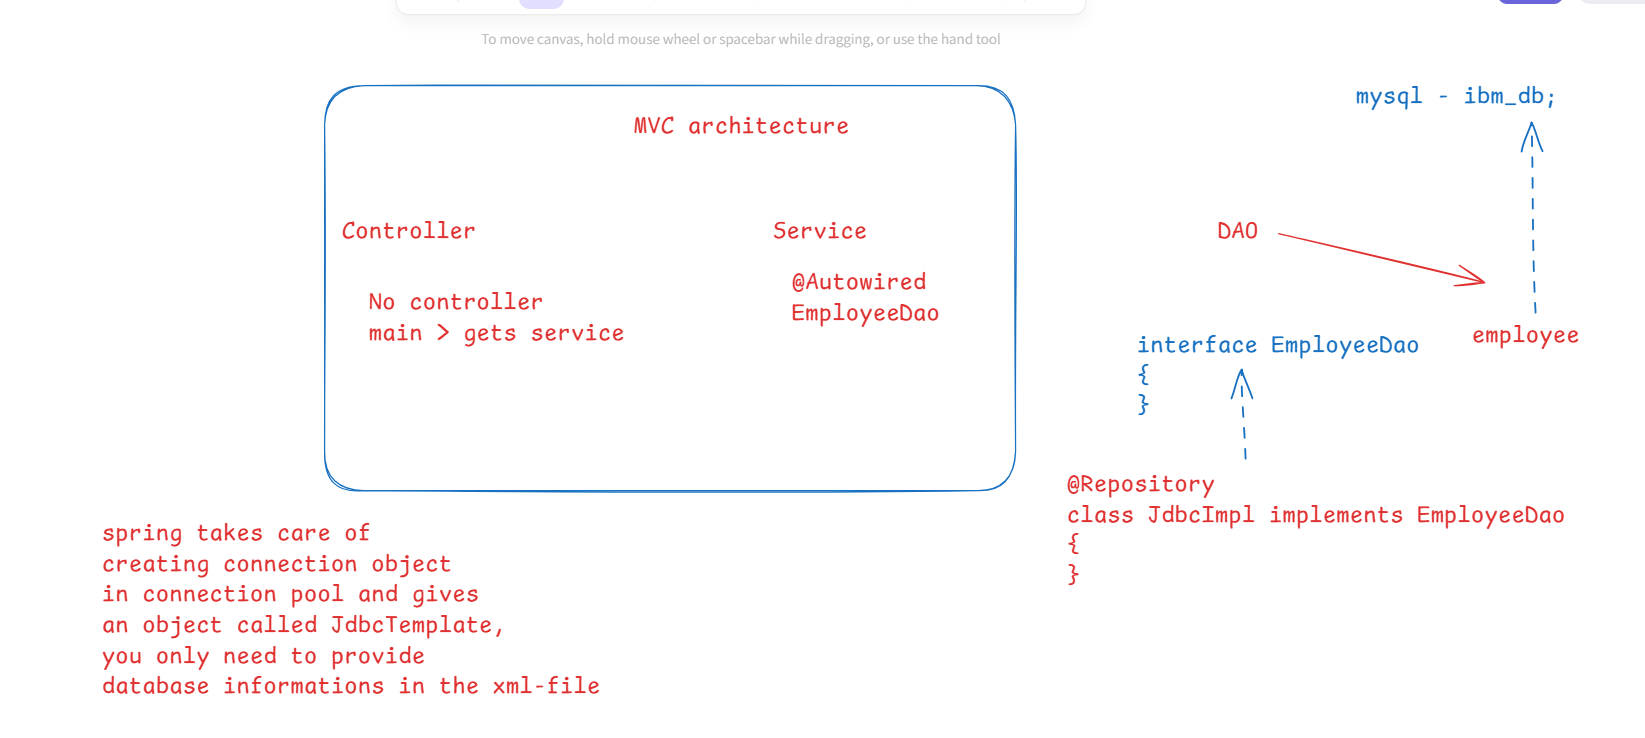 To move canvas, hold mouse wheel or spacebar while dragging, or use the hand tool
mysql - ibm_db;
MVC architecture
Controller
Service
DAO
@Autowired
EmployeeDao
No controller
main > gets service
employee
interface EmployeeDao
{
}
@Repository
class JdbcImpl implements EmployeeDao
{
}
spring takes care of
creating connection object
in connection pool and gives
an object called JdbcTemplate,
you only need to provide
database informations in the xml-file